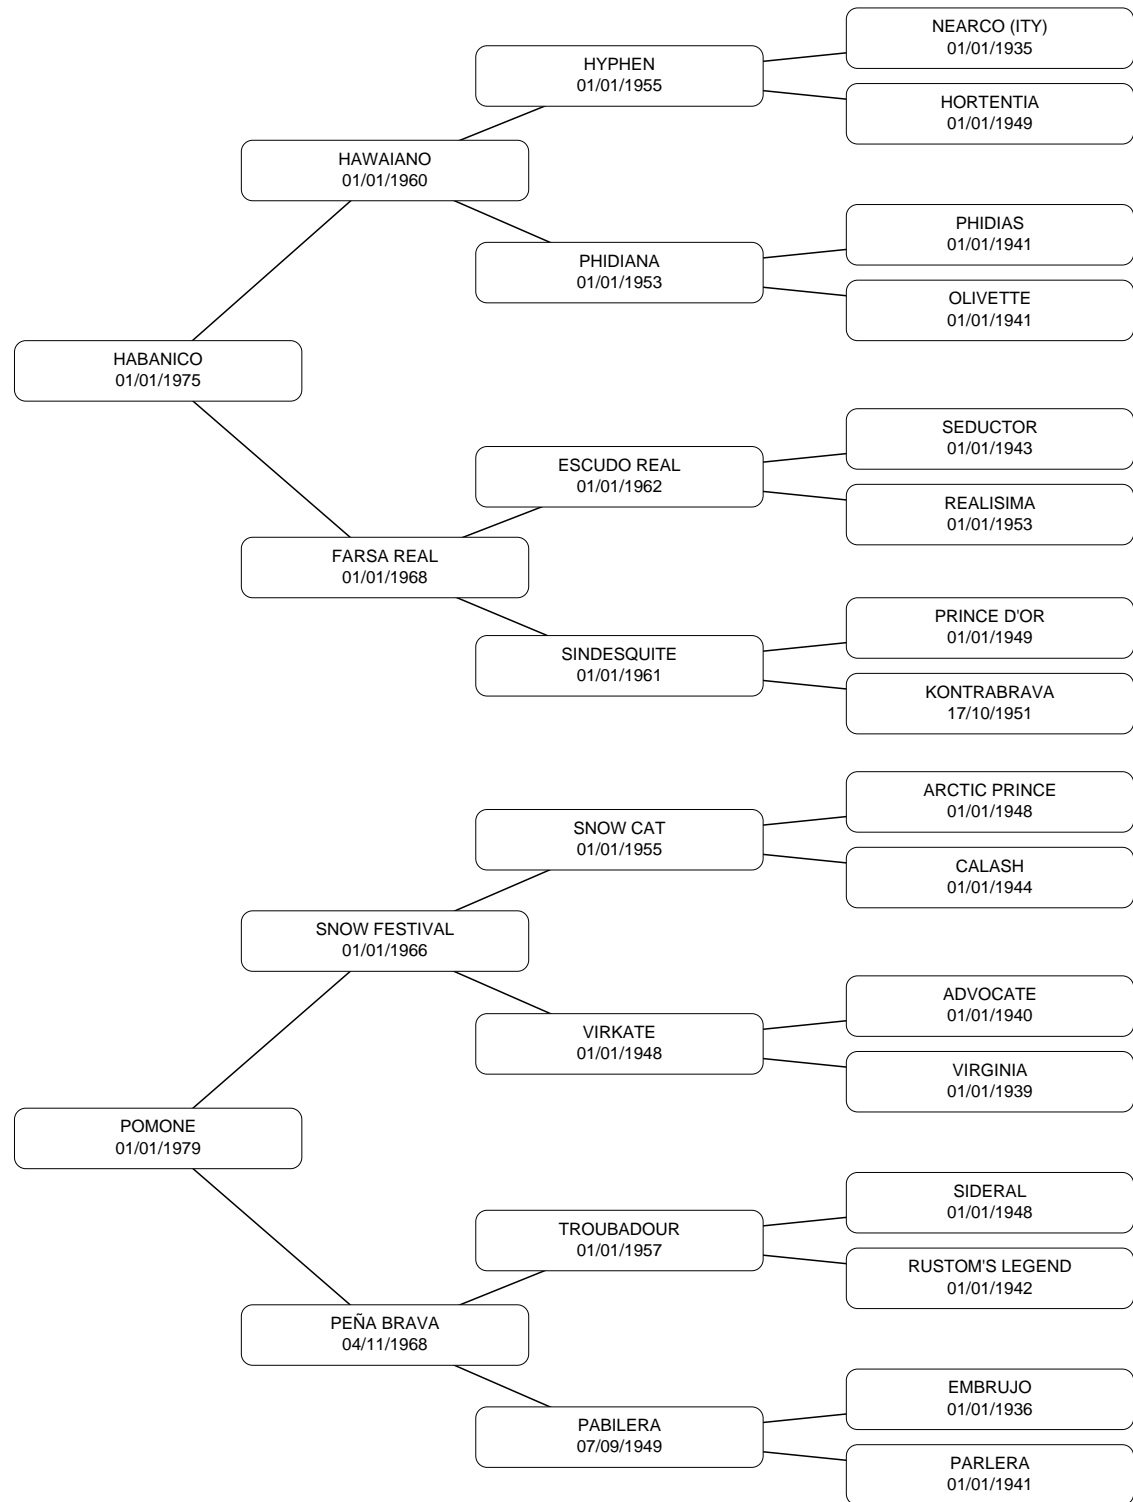 NEARCO (ITY)
01/01/1935
HYPHEN
01/01/1955
HORTENTIA
01/01/1949
HAWAIANO
01/01/1960
PHIDIAS
01/01/1941
PHIDIANA
01/01/1953
OLIVETTE
01/01/1941
HABANICO
01/01/1975
SEDUCTOR
01/01/1943
ESCUDO REAL
01/01/1962
REALISIMA
01/01/1953
FARSA REAL
01/01/1968
PRINCE D'OR
01/01/1949
SINDESQUITE
01/01/1961
KONTRABRAVA
17/10/1951
ARCTIC PRINCE
01/01/1948
SNOW CAT
01/01/1955
CALASH
01/01/1944
SNOW FESTIVAL
01/01/1966
ADVOCATE
01/01/1940
VIRKATE
01/01/1948
VIRGINIA
01/01/1939
POMONE
01/01/1979
SIDERAL
01/01/1948
TROUBADOUR
01/01/1957
RUSTOM'S LEGEND
01/01/1942
PEÑA BRAVA
04/11/1968
EMBRUJO
01/01/1936
PABILERA
07/09/1949
PARLERA
01/01/1941